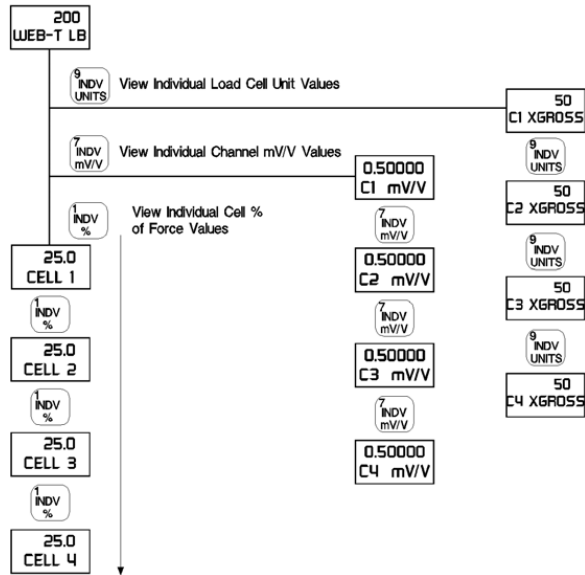 200
WEB-T LB
9
INDV
UNITS
View Individual Load Cell Unit Values
50
C1 XGROSS
7
INDV
mV/V
View Individual Channel mV/V Values
0.50000
C1 mV/V
9
INDV
UNITS
50
C2 XGROSS
1
INDV
%
View Individual Cell %
of Force Values
7
INDV
mV/V
9
INDV
UNITS
25.0
CELL 1
0.50000
C2 mV/V
50
C3 XGROSS
1
INDV
%
7
INDV
mV/V
9
INDV
UNITS
25.0
CELL 2
0.50000
C3 mV/V
50
C4 XGROSS
1
INDV
%
7
INDV
mV/V
25.0
CELL 3
0.50000
C4 mV/V
1
INDV
%
25.0
CELL 4